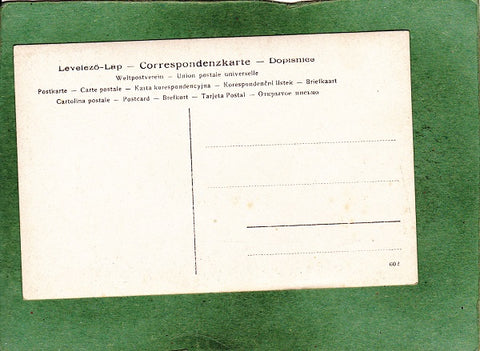 Levelező-Lap — Correspondenzkarte — Dopisnice
Weltpostverein — Union postale universelle
Postkarte — Carte postale — Karta korespondencyjna — Korespondenční listek — Briefkaart
Cartolina postale — Postcard — Brefkort — Tarjeta Postal — Открытое письмо
602